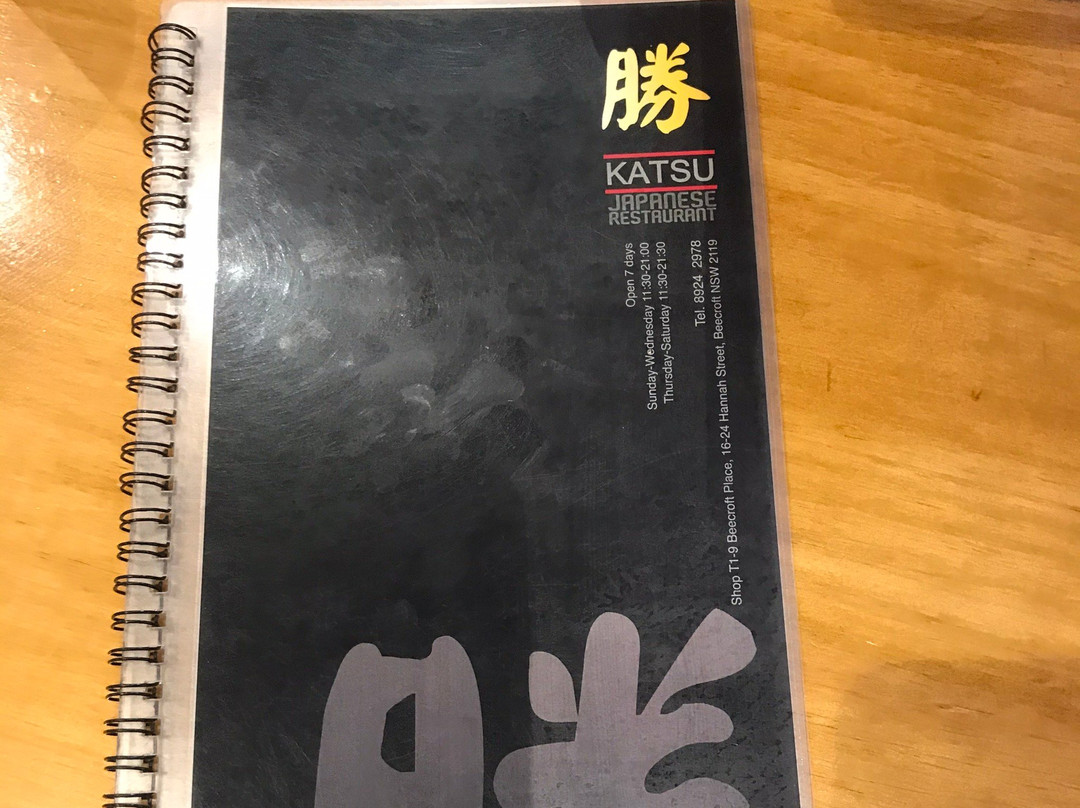 勝
KATSU
JAPANESE
RESTAURANT
Open 7 days
Sunday-Wednesday 11:30-21:00
Thursday-Saturday 11:30-21:30
Tel. 8924 2978
Shop T1-9 Beecroft Place, 16-24 Hannah Street, Beecroft NSW 2119